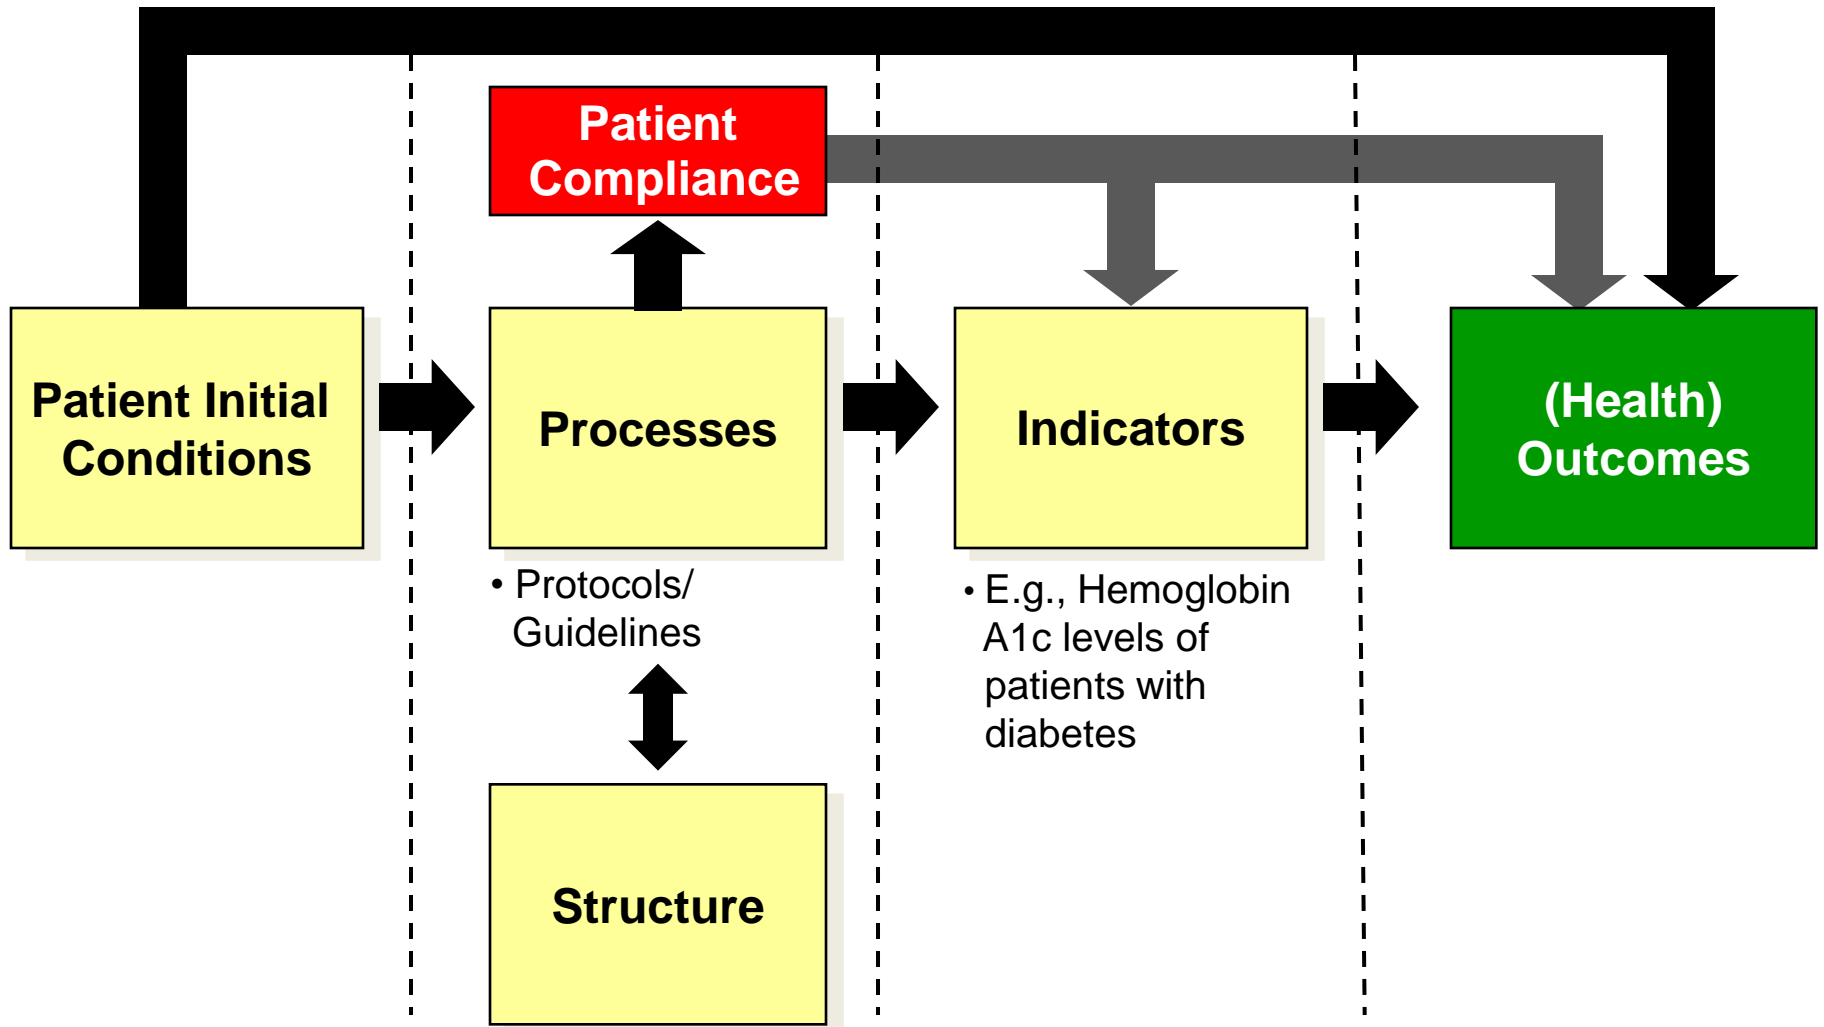 Patient
Compliance
Patient Initial
Conditions
Processes
Indicators
(Health)
Outcomes
• Protocols/
Guidelines
• E.g., Hemoglobin
A1c levels of
patients with
diabetes
Structure